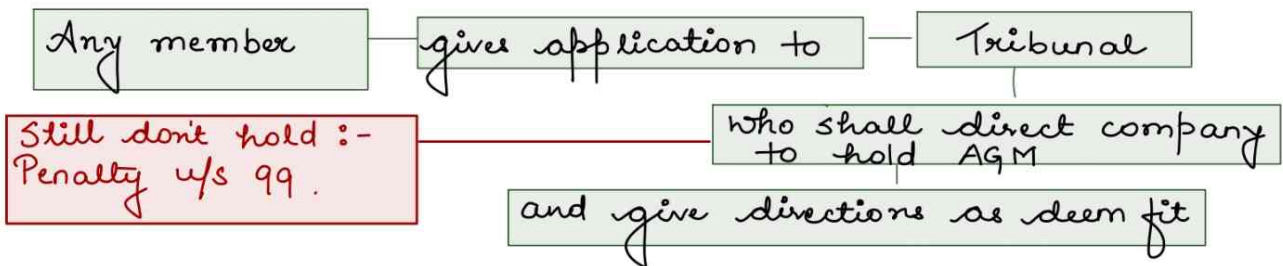 Any member
gives application to
Tribunal
who shall direct company
to hold AGM
and give directions as deem fit
Still don't hold :-
Penalty u/s 99.